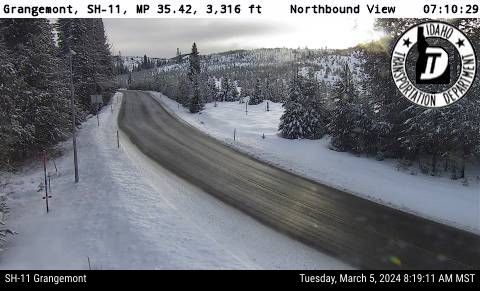 Grangemont, SH-11, MP 35.42, 3,316 ft Northbound View 07:10:29
IDAHO
TRANSPORTATION DEPARTMENT
SH-11 Grangemont Tuesday, March 5, 2024 8:19:11 AM MST